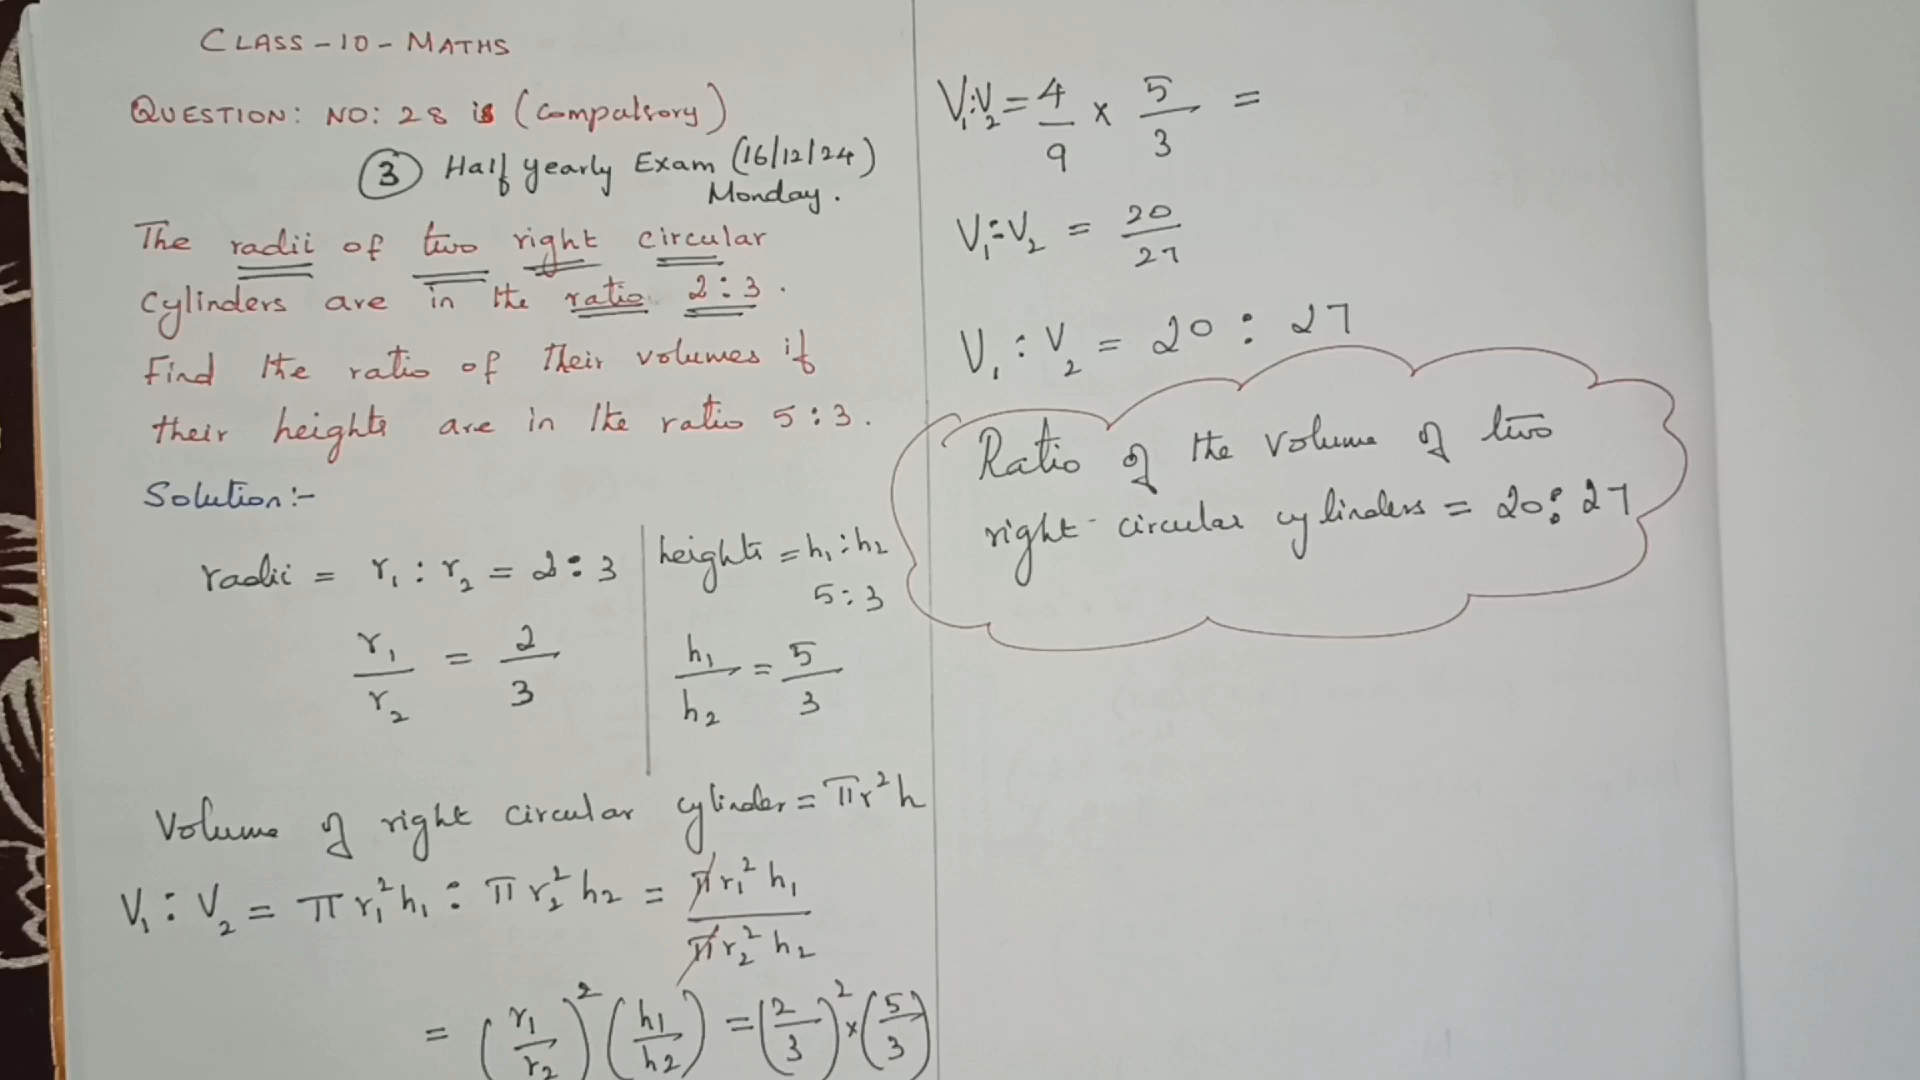 CLASS - 10 - MATHS
QUESTION: NO: 28 is (Compulsory)
③ Half yearly Exam (16/12/24)
Monday.
The radii of two right circular
cylinders are in the ratio 2:3.
Find the ratio of their volumes if
their heights are in the ratio 5:3.
Solution:-
radii = r₁ : r₂ = 2:3
r₁/r₂ = 2/3
heights = h₁:h₂
5:3
h₁/h₂ = 5/3
Volume of right circular cylinder = πr²h
V₁ : V₂ = πr₁²h₁ : πr₂²h₂ = πr₁²h₁/πr₂²h₂
= (r₁/r₂)² (h₁/h₂) = (2/3)² × (5/3)
V₁:V₂ = 4/9 × 5/3 =
V₁:V₂ = 20/27
V₁ : V₂ = 20 : 27
Ratio of the volume of two
right circular cylinders = 20:27